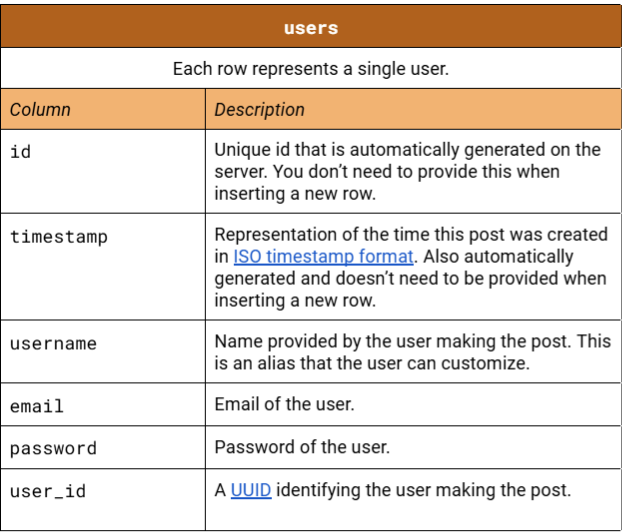 users
Each row represents a single user.
Column
Description
id
Unique id that is automatically generated on the
server. You don’t need to provide this when
inserting a new row.
timestamp
Representation of the time this post was created
in ISO timestamp format. Also automatically
generated and doesn’t need to be provided when
inserting a new row.
username
Name provided by the user making the post. This
is an alias that the user can customize.
email
Email of the user.
password
Password of the user.
user_id
A UUID identifying the user making the post.